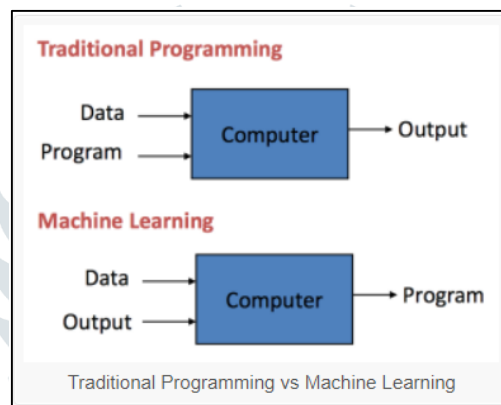 Traditional Programming
Data
Program
Computer
Output
Machine Learning
Data
Output
Computer
Program
Traditional Programming vs Machine Learning